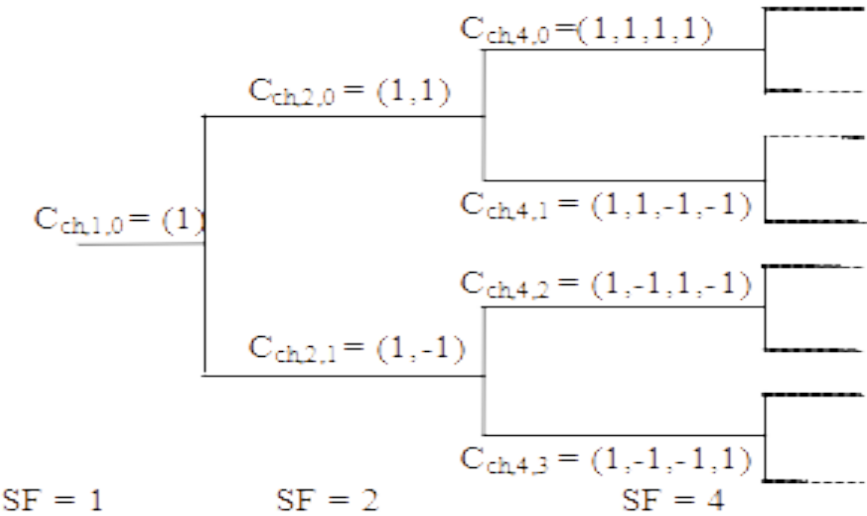 C_ch,4,0 =(1,1,1,1)
C_ch,2,0 = (1,1)
C_ch,4,1 = (1,1,-1,-1)
C_ch,1,0 = (1)
C_ch,4,2 = (1,-1,1,-1)
C_ch,2,1 = (1,-1)
C_ch,4,3 = (1,-1,-1,1)
SF = 1 SF = 2 SF = 4